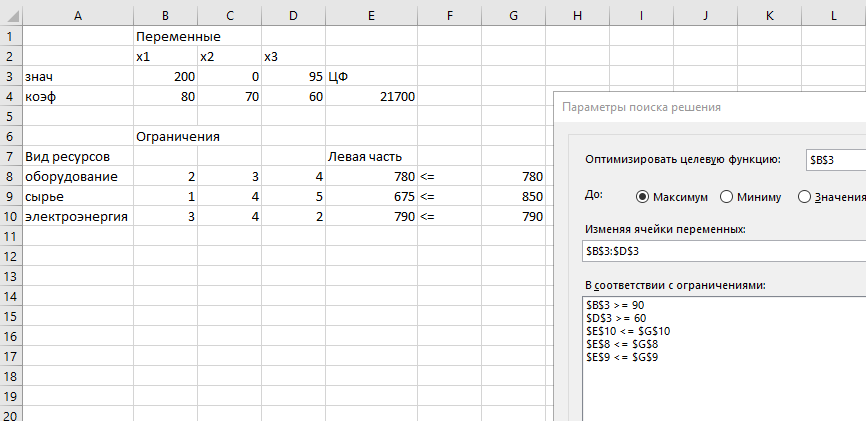 A B C D E F G H I J K L
1 Переменные
2 x1 x2 x3
3 знач 200 0 95 ЦФ
4 коэф 80 70 60 21700
5
6 Ограничения
7 Вид ресурсов Левая часть
8 оборудование 2 3 4 780 <= 780
9 сырье 1 4 5 675 <= 850
10 электроэнергия 3 4 2 790 <= 790
11
12
13
14
15
16
17
18
19
20
Параметры поиска решения
Оптимизировать целевую функцию: $B$3
До: Максимум Миниму Значения
Изменяя ячейки переменных:
$B$3:$D$3
В соответствии с ограничениями:
$B$3 >= 90
$D$3 >= 60
$E$10 <= $G$10
$E$8 <= $G$8
$E$9 <= $G$9